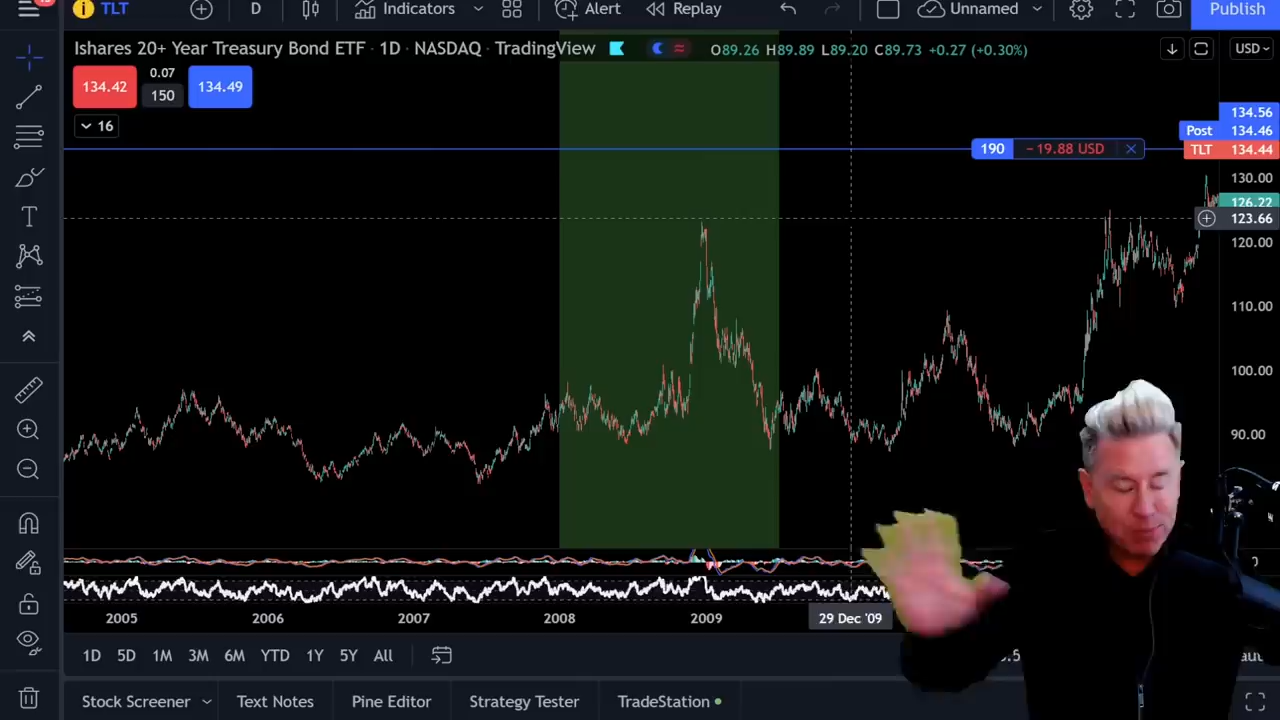 TLT
D
Indicators
Alert
Replay
Unnamed
Publish
Ishares 20+ Year Treasury Bond ETF · 1D · NASDAQ · TradingView
O89.26 H89.89 L89.20 C89.73 +0.27 (+0.30%)
USD
134.42
0.07
150
134.49
16
134.56
Post 134.46
190 − 19.88 USD
TLT 134.44
130.00
126.22
123.66
120.00
110.00
100.00
90.00
2005 2006 2007 2008 2009 29 Dec '09
1D 5D 1M 3M 6M YTD 1Y 5Y All
Stock Screener Text Notes Pine Editor Strategy Tester TradeStation